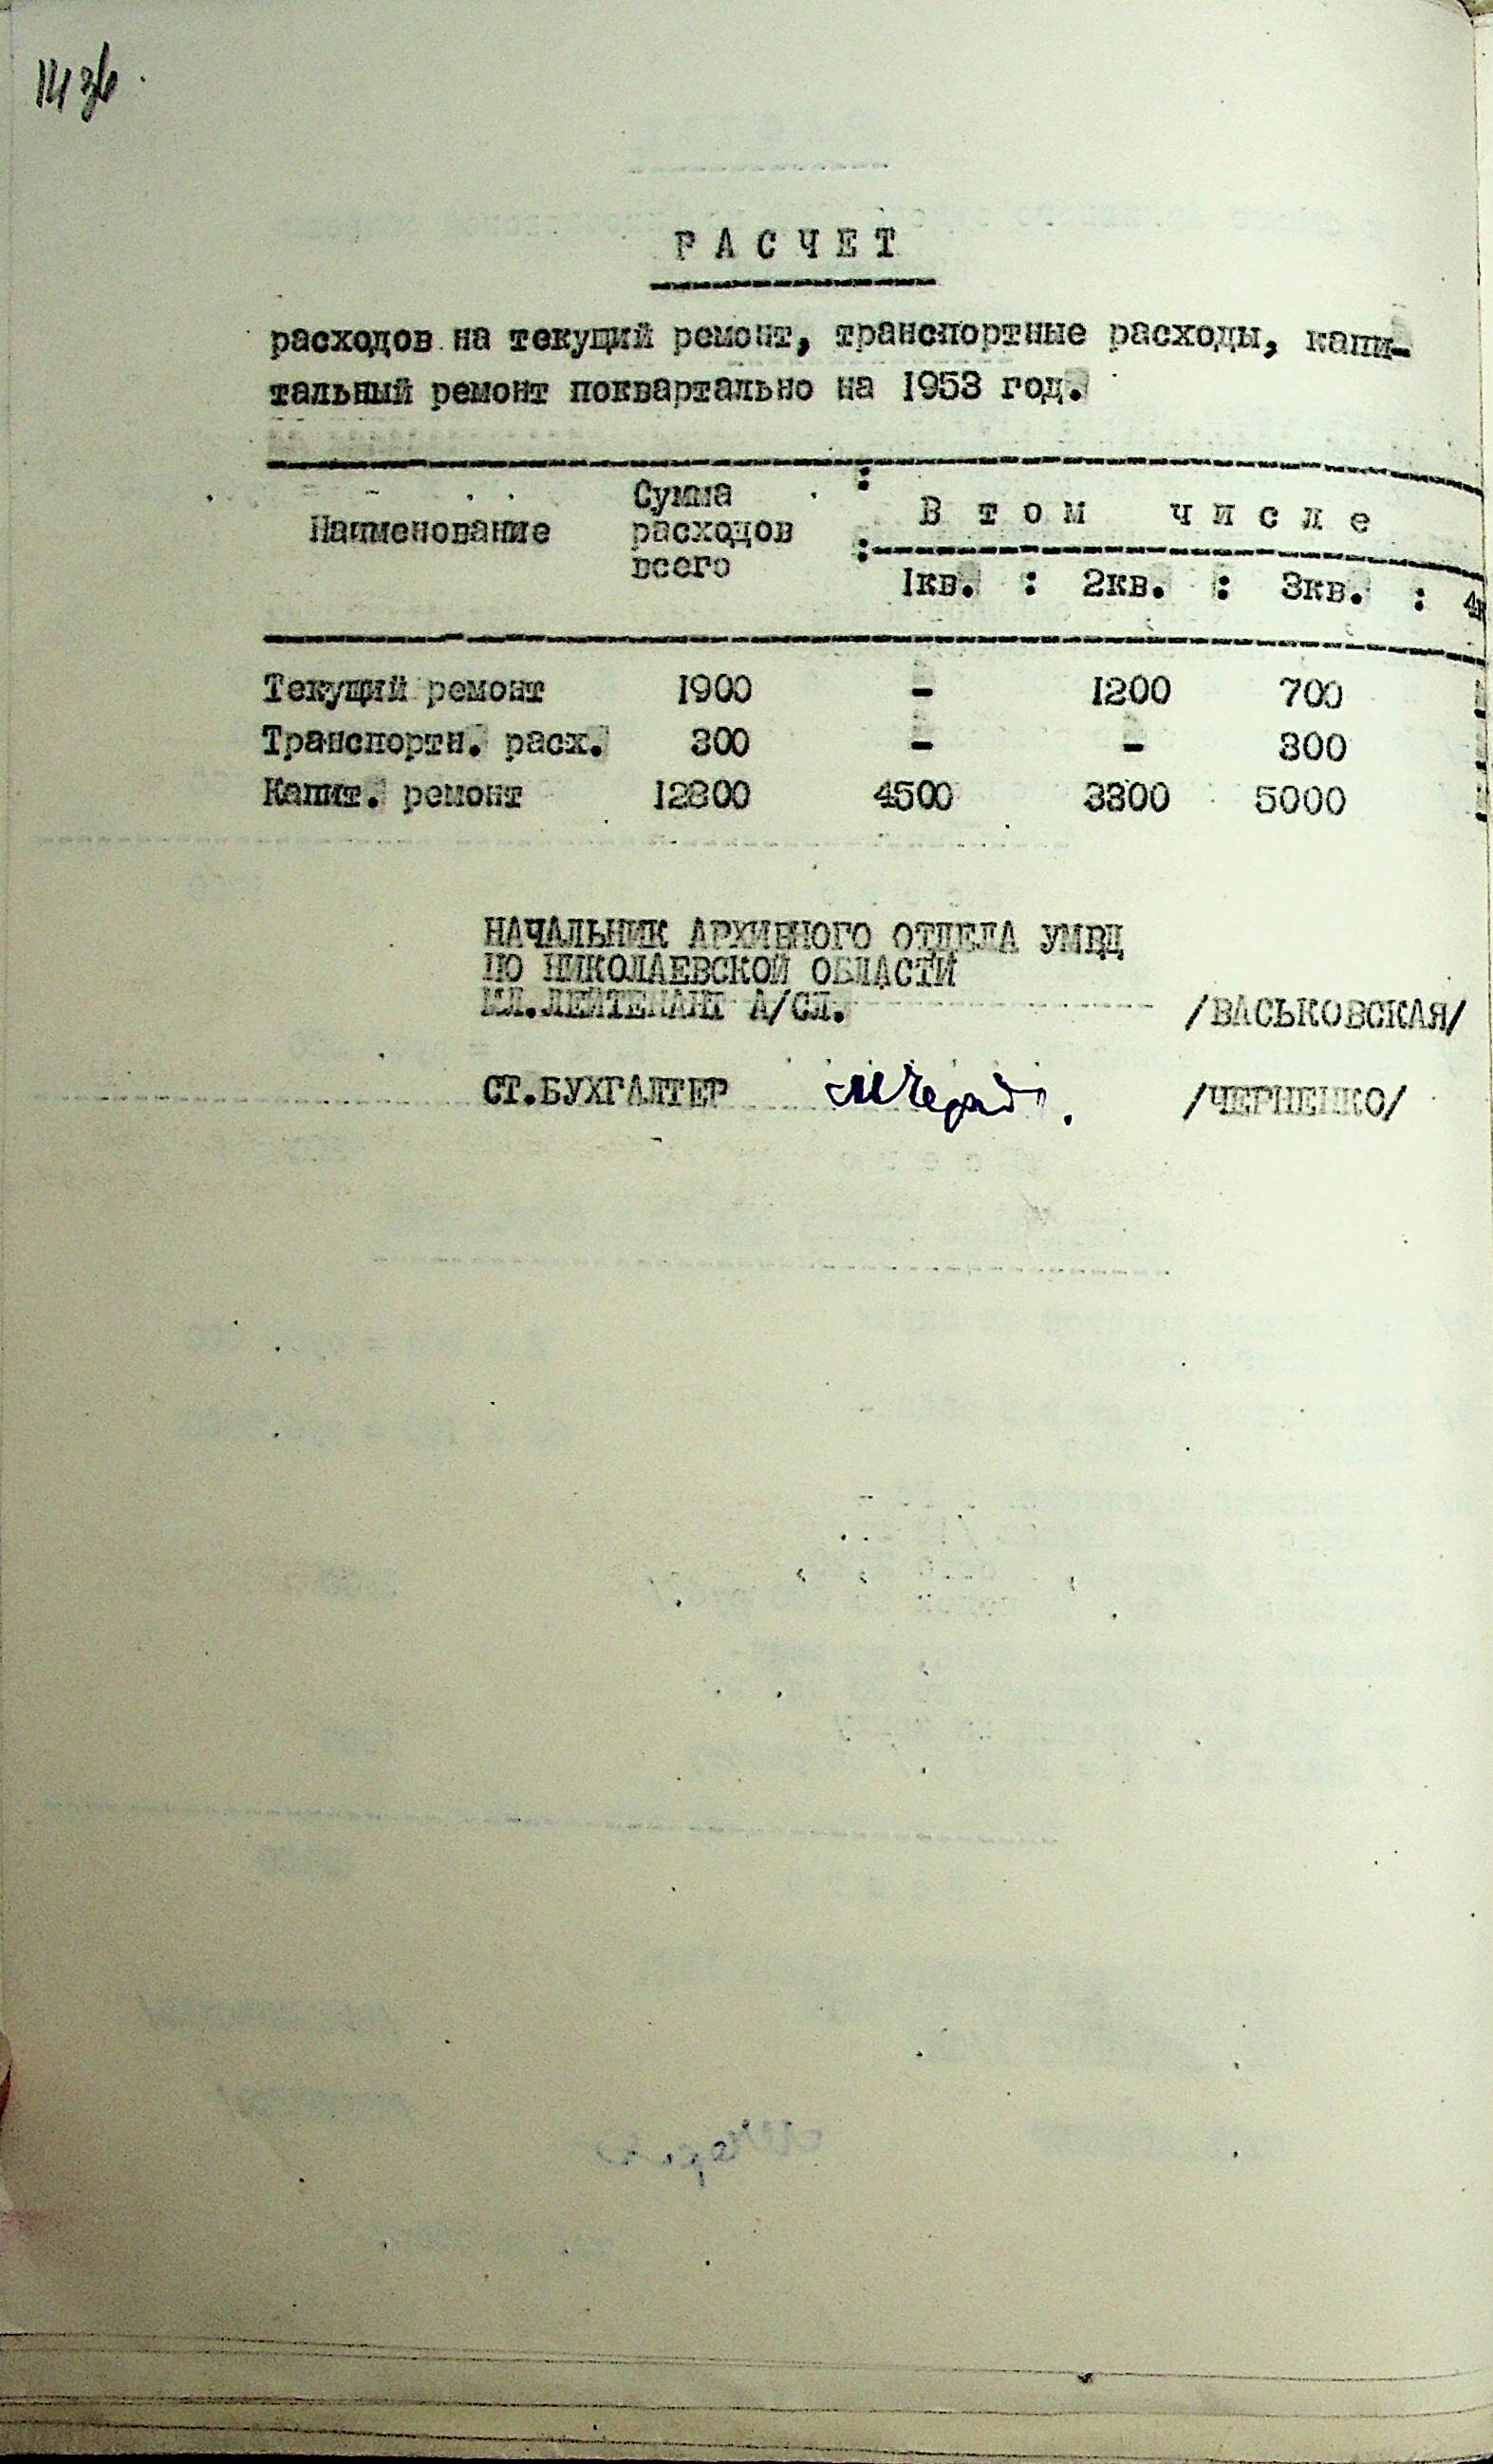 РАСЧЕТ
расходов на текущий ремонт, транспортные расходы, капи-
тальный ремонт поквартально на 1953 год.
Наименование Сумма расходов всего : В том числе
: 1кв. : 2кв. : 3кв. : 4к
Текущий ремонт 1900 - 1200 700 -
Транспортн. расх. 300 - - 300 -
Капит. ремонт 12800 4500 3300 5000 -
НАЧАЛЬНИК АРХИВНОГО ОТДЕЛА УМВД
ПО НИКОЛАЕВСКОЙ ОБЛАСТИ
МЛ.ЛЕЙТЕНАНТ А/СЛ. /ВАСЬКОВСКАЯ/
СТ.БУХГАЛТЕР /ЧЕРНЕНКО/